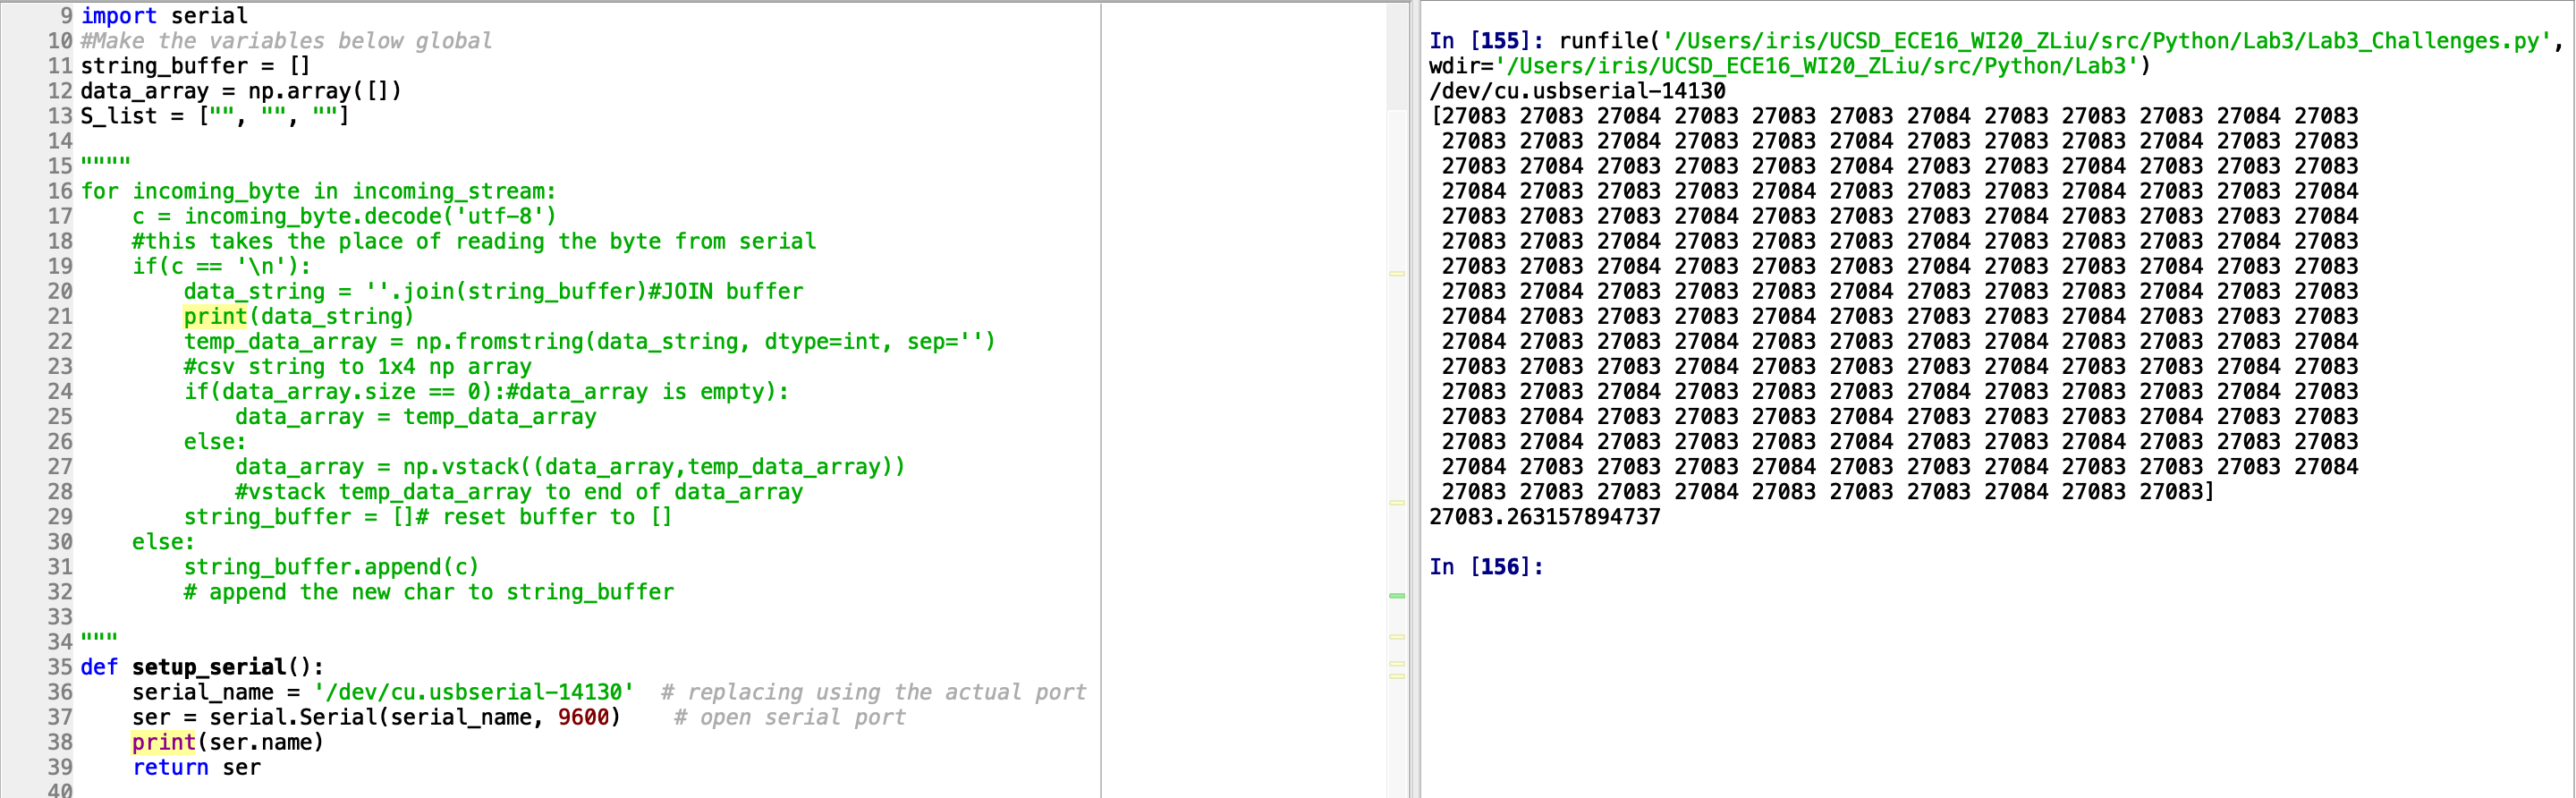 9 import serial
10 #Make the variables below global
11 string_buffer = []
12 data_array = np.array([])
13 S_list = ["", "", ""]
14
15 """"
16 for incoming_byte in incoming_stream:
17     c = incoming_byte.decode('utf-8')
18     #this takes the place of reading the byte from serial
19     if(c == '\n'):
20         data_string = ''.join(string_buffer)#JOIN buffer
21         print(data_string)
22         temp_data_array = np.fromstring(data_string, dtype=int, sep='')
23         #csv string to 1x4 np array
24         if(data_array.size == 0):#data_array is empty):
25             data_array = temp_data_array
26         else:
27             data_array = np.vstack((data_array,temp_data_array))
28             #vstack temp_data_array to end of data_array
29         string_buffer = []# reset buffer to []
30     else:
31         string_buffer.append(c)
32         # append the new char to string_buffer
33
34 """
35 def setup_serial():
36     serial_name = '/dev/cu.usbserial-14130'  # replacing using the actual port
37     ser = serial.Serial(serial_name, 9600)    # open serial port
38     print(ser.name)
39     return ser
40
In [155]: runfile('/Users/iris/UCSD_ECE16_WI20_ZLiu/src/Python/Lab3/Lab3_Challenges.py',
wdir='/Users/iris/UCSD_ECE16_WI20_ZLiu/src/Python/Lab3')
/dev/cu.usbserial-14130
[27083 27083 27084 27083 27083 27083 27084 27083 27083 27083 27084 27083
 27083 27083 27084 27083 27083 27084 27083 27083 27083 27084 27083 27083
 27083 27084 27083 27083 27083 27084 27083 27083 27084 27083 27083 27083
 27084 27083 27083 27083 27084 27083 27083 27083 27084 27083 27083 27084
 27083 27083 27083 27084 27083 27083 27083 27084 27083 27083 27083 27084
 27083 27083 27084 27083 27083 27083 27084 27083 27083 27083 27084 27083
 27083 27083 27084 27083 27083 27083 27084 27083 27083 27084 27083 27083
 27083 27084 27083 27083 27083 27084 27083 27083 27083 27084 27083 27083
 27084 27083 27083 27083 27084 27083 27083 27083 27084 27083 27083 27083
 27084 27083 27083 27084 27083 27083 27083 27084 27083 27083 27083 27084
 27083 27083 27083 27084 27083 27083 27084 27083 27083 27083 27084 27083
 27083 27083 27083 27084 27083 27083 27084 27083 27083 27083 27084 27083
 27083 27084 27083 27083 27083 27084 27083 27083 27083 27084 27083 27083
 27083 27084 27083 27083 27083 27084 27083 27083 27084 27083 27083 27083
 27084 27083 27083 27083 27084 27083 27083 27084 27083 27083 27083 27084
 27083 27083 27083 27084 27083 27083 27083 27084 27083 27083]
27083.263157894737
In [156]: